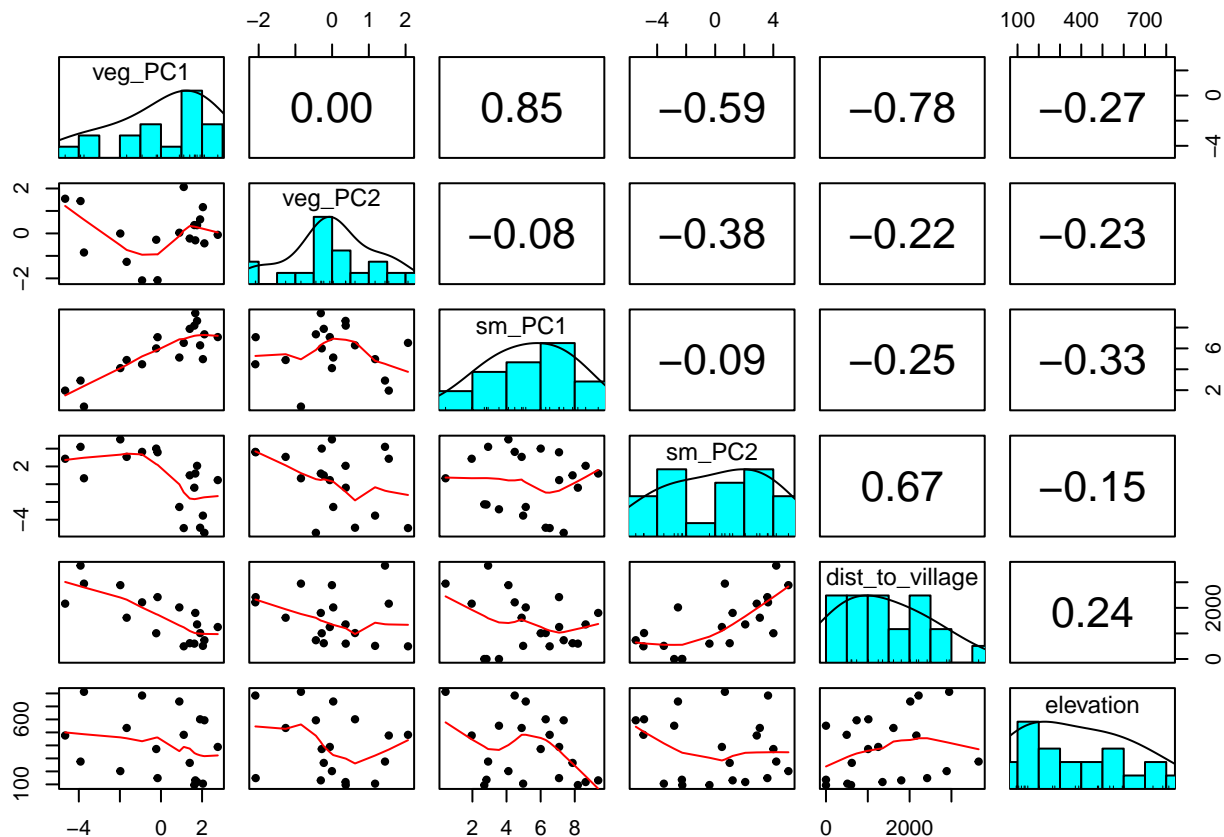 −2 0 1 2 −4 0 4 100 400 700
veg_PC1 0.00 0.85 −0.59 −0.78 −0.27 −4 0
−2 0 2 veg_PC2 −0.08 −0.38 −0.22 −0.23
sm_PC1 −0.09 −0.25 −0.33 2 6
−4 2 sm_PC2 0.67 −0.15
dist_to_village 0.24 0 2000
100 600 elevation
−4 0 2 2 4 6 8 0 2000